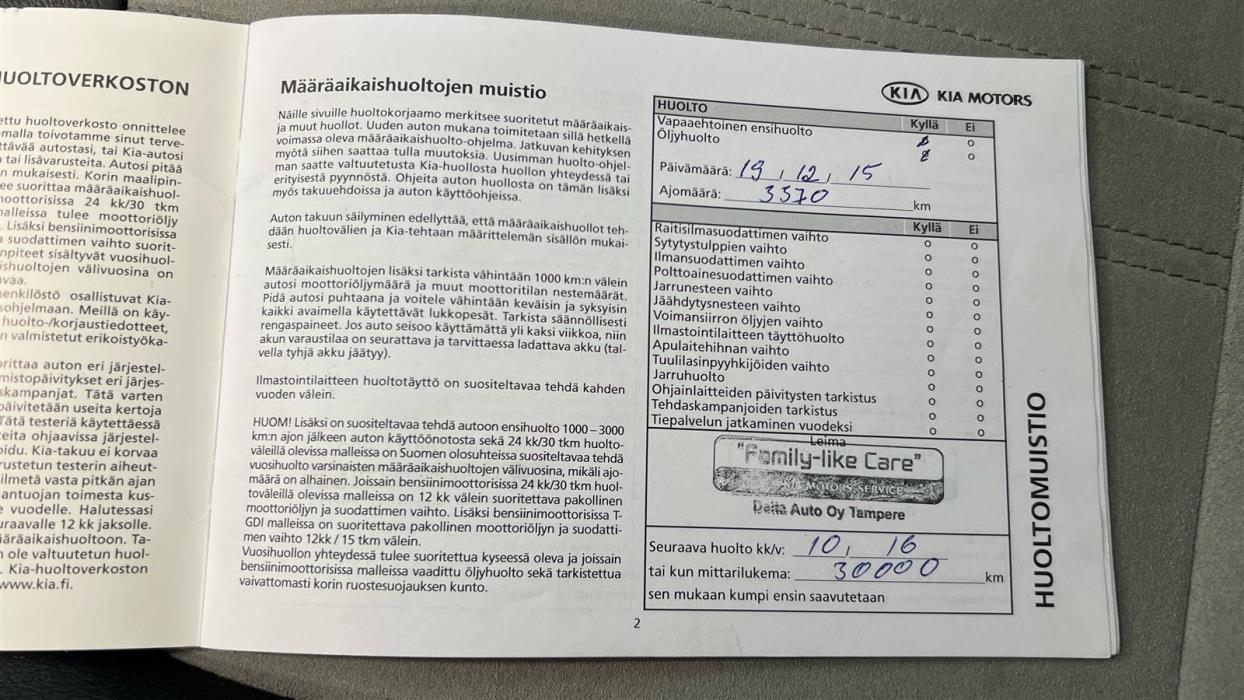 HUOLTOVERKOSTON
ettu huoltoverkosto onnittelee
malla toivotamme sinut terve-
ttävää autostasi, tai Kia-autosi
tai lisävarusteita. Autosi pitää
n mukaisesti. Korin maalipin-
ee suorittaa määräaikaishuol-
noottorisissa 24 kk/30 tkm
malleissa tulee moottoriöljy
. Lisäksi bensiinimoottorisissa
a suodattimen vaihto suorit-
npiteet sisältyvät vuosihuol-
ishuoltojen välivuosina on
vaa.
enkilöstö osallistuvat Kia-
sohjelmaan. Meillä on käy-
huolto-/korjaustiedotteet,
n valmistetut erikoistyöka-
orittaa auton eri järjestel-
mistopäivitykset eri järjes-
skampanjat. Tätä varten
päivitetään useita kertoja
Tätä testeriä käytettäessä
eita ohjaavissa järjestel-
oidu. Kia-takuu ei korvaa
rustetun testerin aiheut-
ilmetä vasta pitkän ajan
antuojan toimesta kus-
e vuodelle. Halutessasi
uraavalle 12 kk jaksolle.
ääräaikaishuoltoon. Ta-
n ole valtuutetun huol-
. Kia-huoltoverkoston
www.kia.fi.
Määräaikaishuoltojen muistio
Näille sivuille huoltokorjaamo merkitsee suoritetut määräaikais-
ja muut huollot. Uuden auton mukana toimitetaan sillä hetkellä
voimassa oleva määräaikaishuolto-ohjelma. Jatkuvan kehityksen
myötä siihen saattaa tulla muutoksia. Uusimman huolto-ohjel-
man saatte valtuutetusta Kia-huollosta huollon yhteydessä tai
erityisestä pyynnöstä. Ohjeita auton huollosta on tämän lisäksi
myös takuuehdoissa ja auton käyttöohjeissa.
Auton takuun säilyminen edellyttää, että määräaikaishuollot teh-
dään huoltovälien ja Kia-tehtaan määrittelemän sisällön mukai-
sesti.
Määräaikaishuoltojen lisäksi tarkista vähintään 1000 km:n välein
autosi moottoriöljymäärä ja muut moottoritilan nestemäärät.
Pidä autosi puhtaana ja voitele vähintään keväisin ja syksyisin
kaikki avaimella käytettävät lukkopesät. Tarkista säännöllisesti
rengaspaineet. Jos auto seisoo käyttämättä yli kaksi viikkoa, niin
akun varaustilaa on seurattava ja tarvittaessa ladattava akku (tal-
vella tyhjä akku jäätyy).
Ilmastointilaitteen huoltotäyttö on suositeltavaa tehdä kahden
vuoden välein.
HUOM! Lisäksi on suositeltavaa tehdä autoon ensihuolto 1000 – 3000
km:n ajon jälkeen auton käyttöönotosta sekä 24 kk/30 tkm huolto-
väleillä olevissa malleissa on Suomen olosuhteissa suositeltavaa tehdä
vuosihuolto varsinaisten määräaikaishuoltojen välivuosina, mikäli ajo-
määrä on alhainen. Joissain bensiinimoottorisissa 24 kk/30 tkm huol-
toväleillä olevissa malleissa on 12 kk välein suoritettava pakollinen
moottoriöljyn ja suodattimen vaihto. Lisäksi bensiinimoottorisissa T-
GDI malleissa on suoritettava pakollinen moottoriöljyn ja suodatti-
men vaihto 12kk / 15 tkm välein.
Vuosihuollon yhteydessä tulee suoritettua kyseessä oleva ja joissain
bensiinimoottorisissa malleissa vaadittu öljyhuolto sekä tarkistettua
vaivattomasti korin ruostesuojauksen kunto.
KIA KIA MOTORS
HUOLTO Kyllä Ei
Vapaaehtoinen ensihuolto
Öljyhuolto
Päivämäärä: 19, 12, 15
Ajomäärä: 3570 km
Kyllä Ei
Raitisilmasuodattimen vaihto
Sytytystulppien vaihto
Ilmansuodattimen vaihto
Polttoainesuodattimen vaihto
Jarrunesteen vaihto
Jäähdytysnesteen vaihto
Voimansiirron öljyjen vaihto
Ilmastointilaitteen täyttöhuolto
Apulaitehihnan vaihto
Tuulilasinpyyhkijöiden vaihto
Jarruhuolto
Ohjainlaitteiden päivitysten tarkistus
Tehdaskampanjoiden tarkistus
Tiepalvelun jatkaminen vuodeksi
Leima
"Family-like Care"
KIA MOTORS SERVICE
Delta Auto Oy Tampere
Seuraava huolto kk/v: 10, 16
tai kun mittarilukema: 30000 km
sen mukaan kumpi ensin saavutetaan
HUOLTOMUISTIO
2